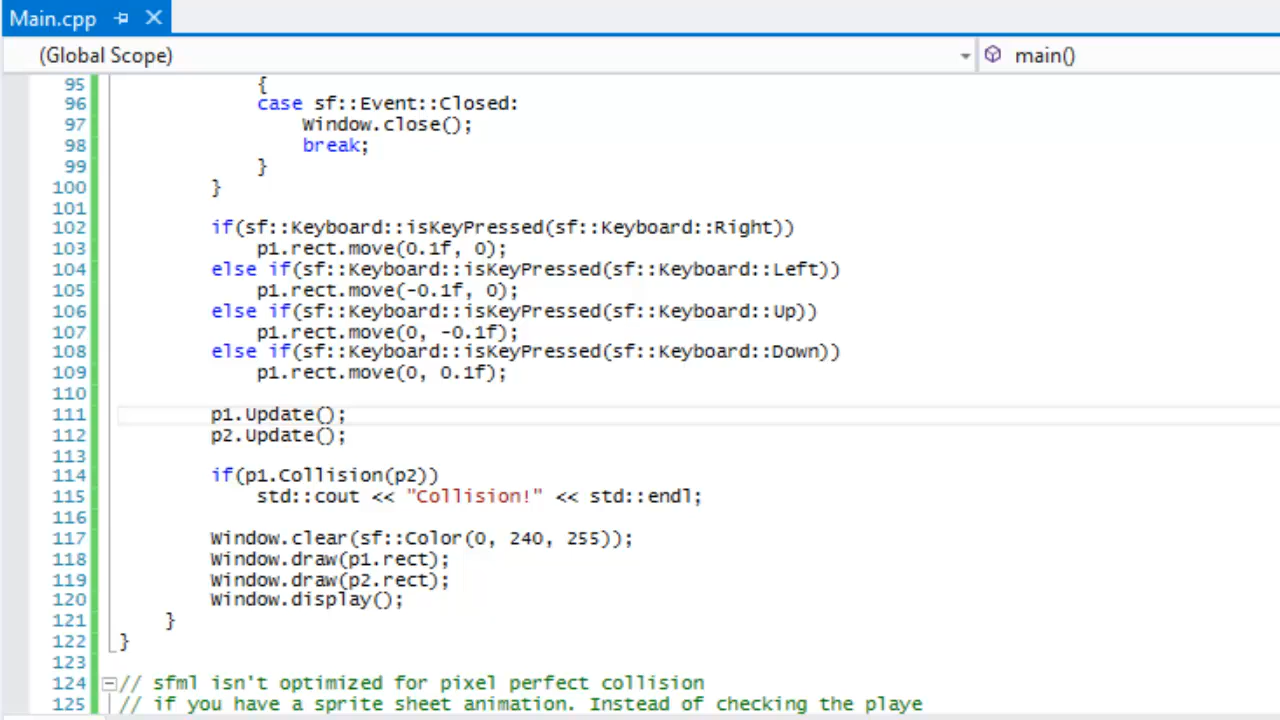 Main.cpp
(Global Scope) main()
95 {
96 case sf::Event::Closed:
97 Window.close();
98 break;
99 }
100 }
101
102 if(sf::Keyboard::isKeyPressed(sf::Keyboard::Right))
103 p1.rect.move(0.1f, 0);
104 else if(sf::Keyboard::isKeyPressed(sf::Keyboard::Left))
105 p1.rect.move(-0.1f, 0);
106 else if(sf::Keyboard::isKeyPressed(sf::Keyboard::Up))
107 p1.rect.move(0, -0.1f);
108 else if(sf::Keyboard::isKeyPressed(sf::Keyboard::Down))
109 p1.rect.move(0, 0.1f);
110
111 p1.Update();
112 p2.Update();
113
114 if(p1.Collision(p2))
115 std::cout << "Collision!" << std::endl;
116
117 Window.clear(sf::Color(0, 240, 255));
118 Window.draw(p1.rect);
119 Window.draw(p2.rect);
120 Window.display();
121 }
122 }
123
124 // sfml isn't optimized for pixel perfect collision
125 // if you have a sprite sheet animation. Instead of checking the playe